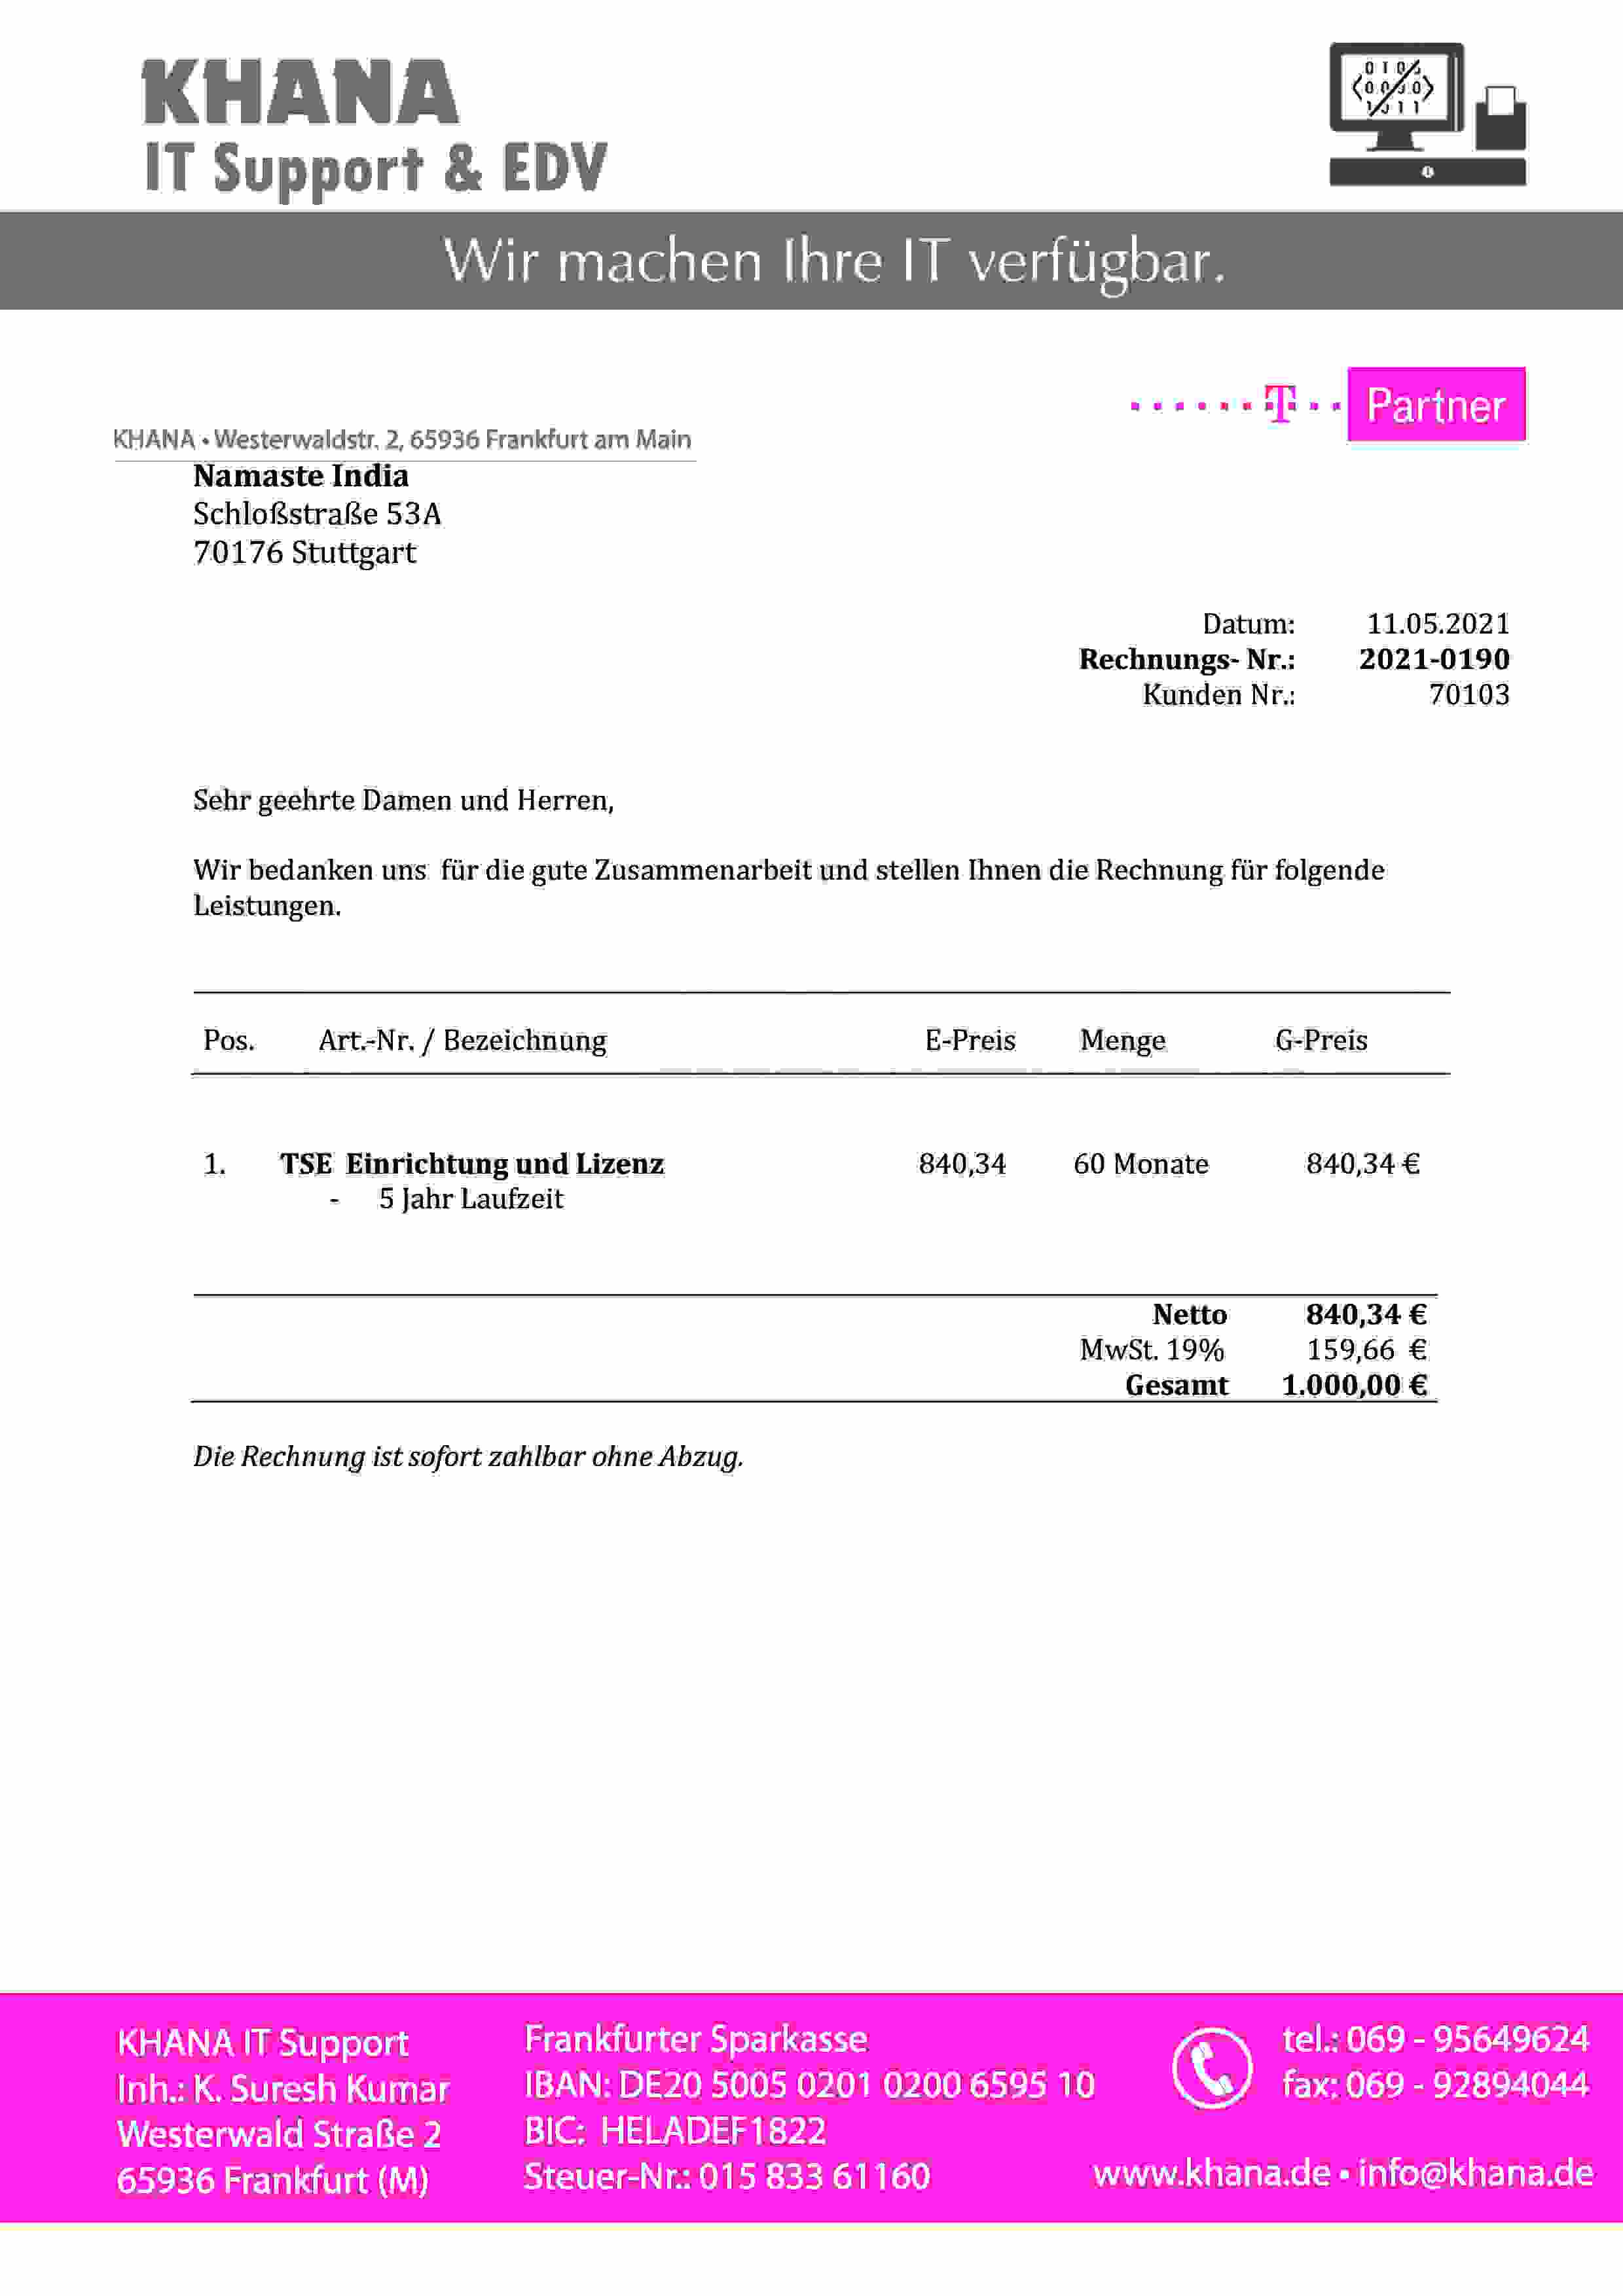 KHANA
IT Support & EDV
Wir machen Ihre IT verfügbar.
T Partner
KHANA • Westerwaldstr. 2, 65936 Frankfurt am Main
Namaste India
Schloßstraße 53A
70176 Stuttgart
Datum: 11.05.2021
Rechnungs- Nr.: 2021-0190
Kunden Nr.: 70103
Sehr geehrte Damen und Herren,
Wir bedanken uns für die gute Zusammenarbeit und stellen Ihnen die Rechnung für folgende
Leistungen.
Pos. Art.-Nr. / Bezeichnung E-Preis Menge G-Preis
1. TSE Einrichtung und Lizenz 840,34 60 Monate 840,34 €
- 5 Jahr Laufzeit
Netto 840,34 €
MwSt. 19% 159,66 €
Gesamt 1.000,00 €
Die Rechnung ist sofort zahlbar ohne Abzug.
KHANA IT Support
Inh.: K. Suresh Kumar
Westerwald Straße 2
65936 Frankfurt (M)
Frankfurter Sparkasse
IBAN: DE20 5005 0201 0200 6595 10
BIC: HELADEF1822
Steuer-Nr.: 015 833 61160
tel.: 069 - 95649624
fax: 069 - 92894044
www.khana.de • info@khana.de